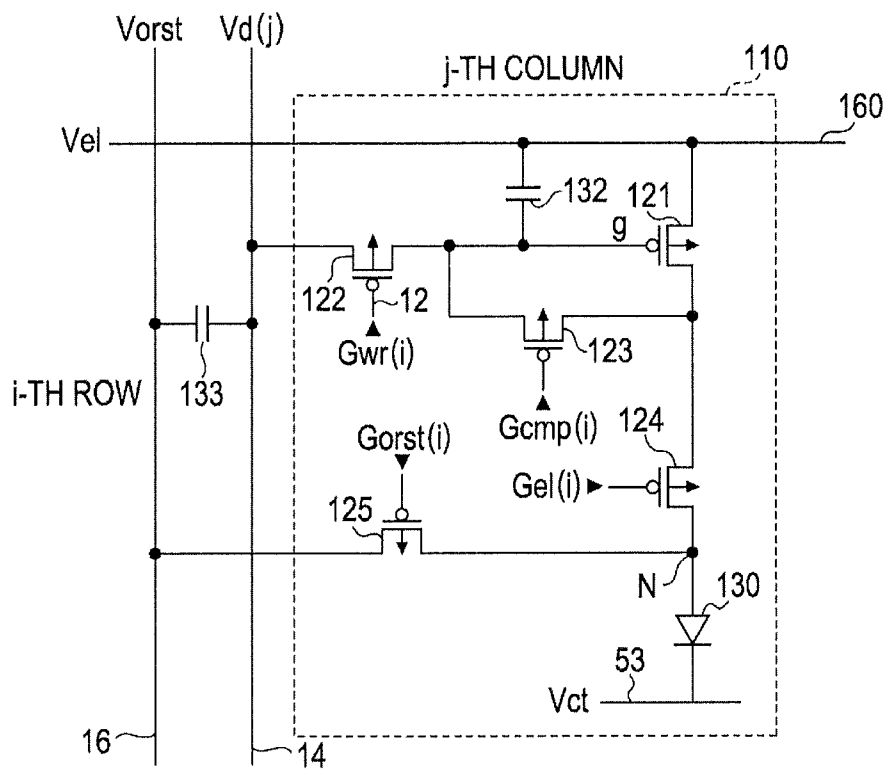 Vorst
Vd(j)
j-TH COLUMN
110
Vel
160
132
121
g
122
12
Gwr(i)
123
133
i-TH ROW
Gcmp(i)
124
Gorst(i)
Gel(i)
125
N
130
53
Vct
16
14